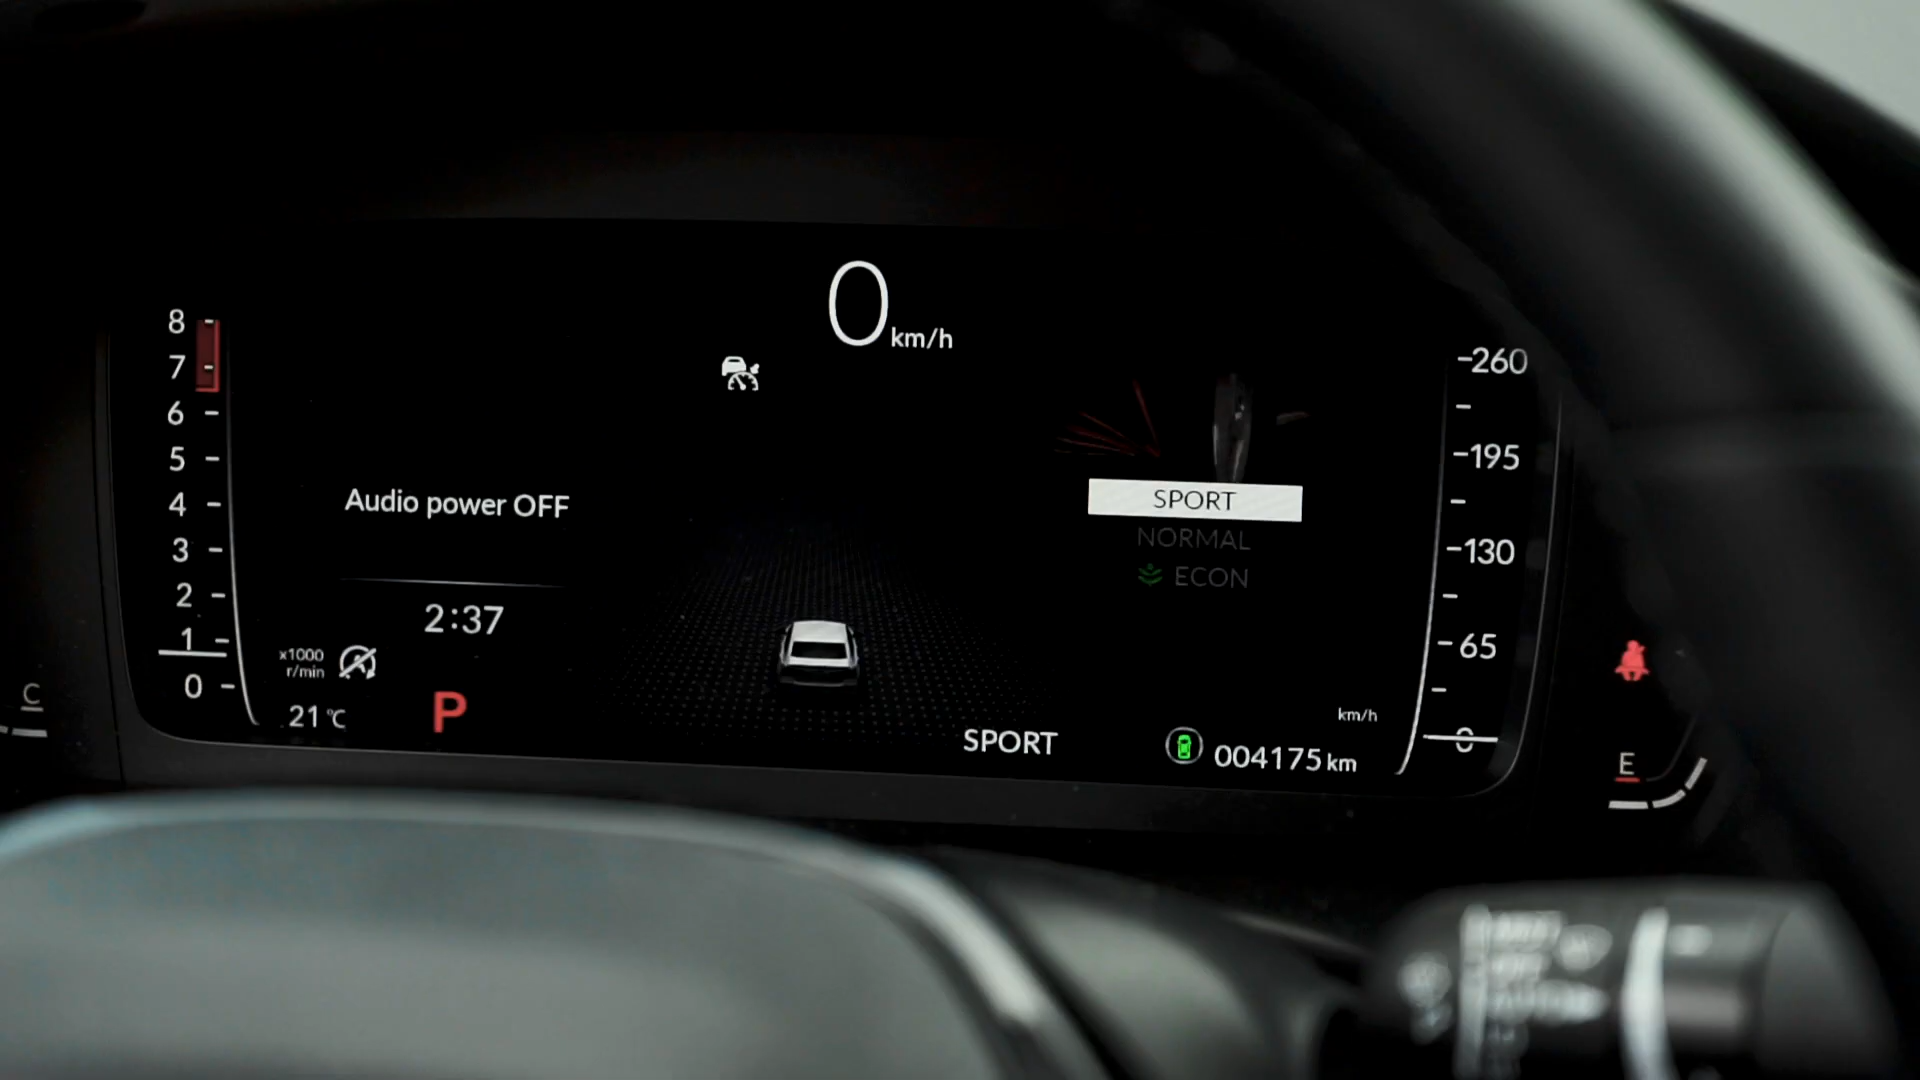 0 km/h
8
7
6
5
4
3
2
1
0
x1000
r/min
21 °C
C
Audio power OFF
2:37
P
SPORT
NORMAL
ECON
SPORT
004175 km
260
195
130
65
0
km/h
E